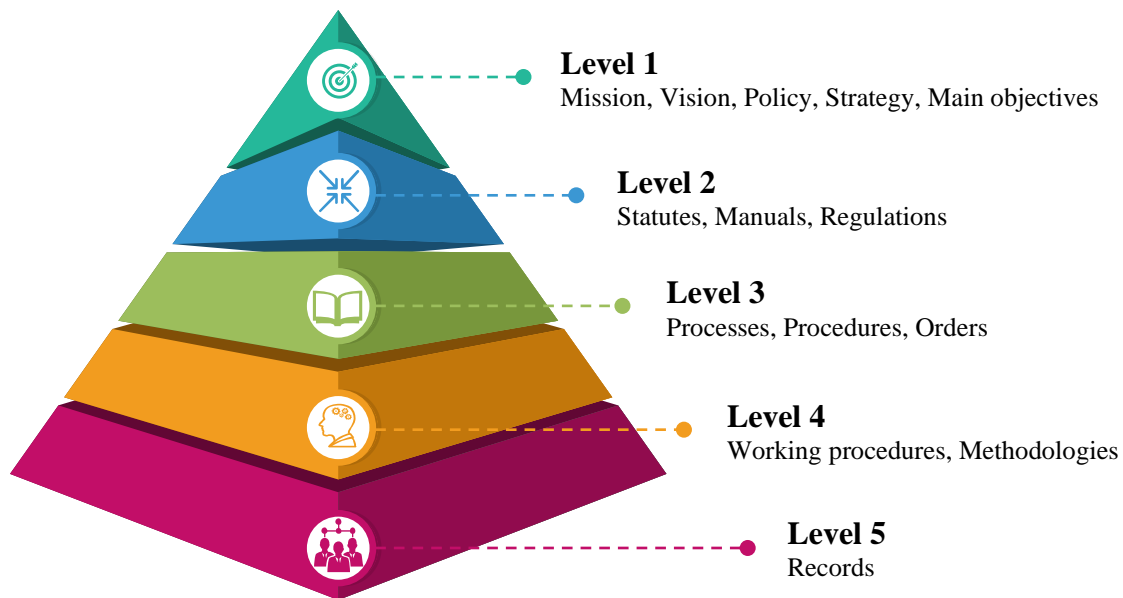 Level 1
Mission, Vision, Policy, Strategy, Main objectives
Level 2
Statutes, Manuals, Regulations
Level 3
Processes, Procedures, Orders
Level 4
Working procedures, Methodologies
Level 5
Records